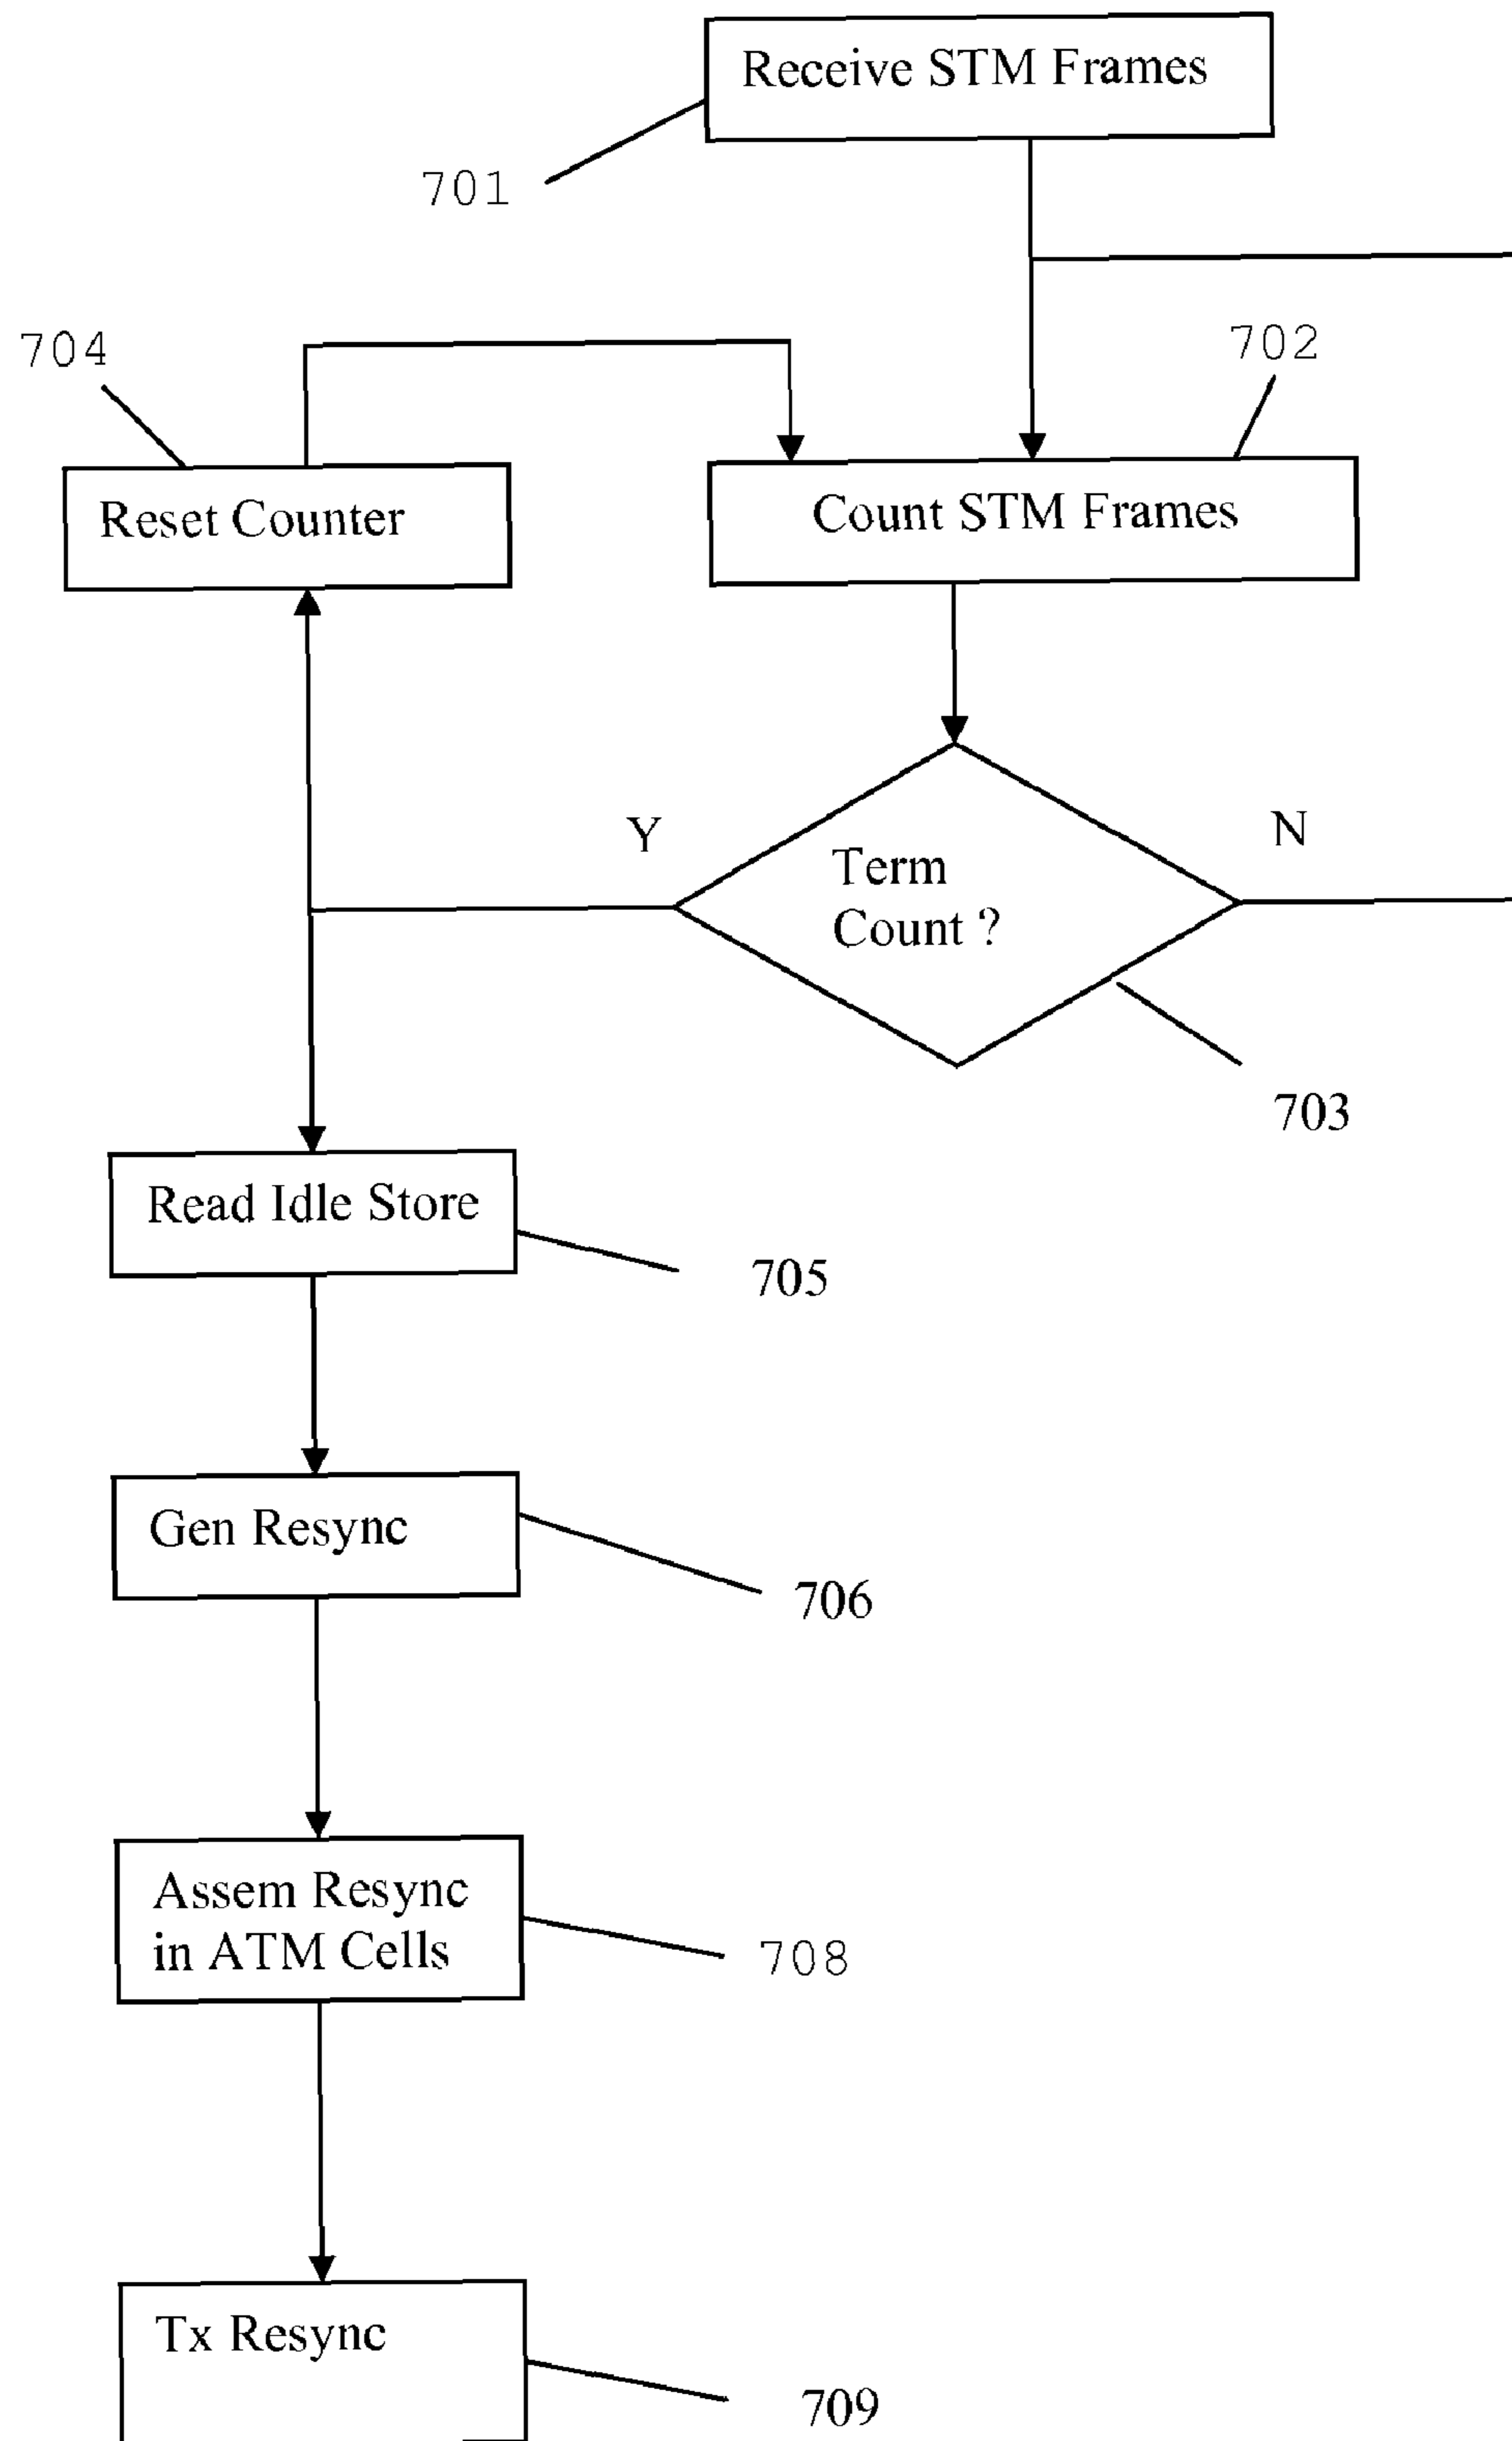 Receive STM Frames
701
704
702
Reset Counter
Count STM Frames
Y
N
Term
Count ?
703
Read Idle Store
705
Gen Resync
706
Assem Resync
in ATM Cells
708
Tx Resync
709